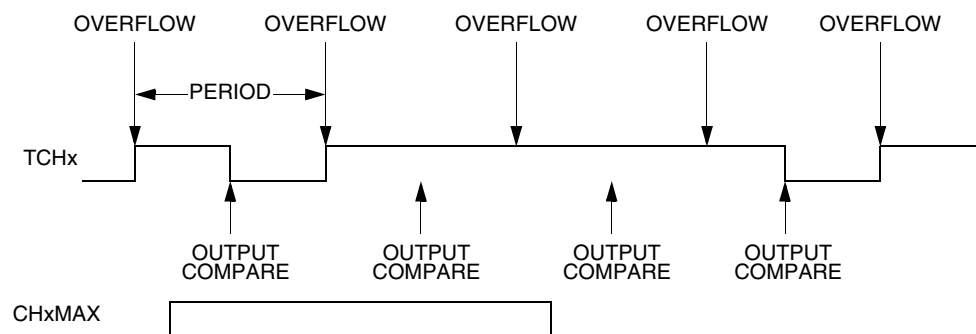 OVERFLOW OVERFLOW OVERFLOW OVERFLOW OVERFLOW
PERIOD
TCHx
OUTPUT COMPARE
OUTPUT COMPARE
OUTPUT COMPARE
OUTPUT COMPARE
CHxMAX